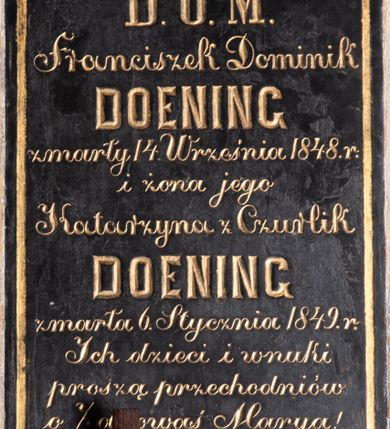 D. O. M.
Franciszek Dominik
DOENING
zmarły 14. Września 1848. r.
i żona jego
Katarzyna z Czurlik
DOENING
zmarła 6. Stycznia 1849. r.
Ich dzieci i wnuki
proszą przechodniów
o Marya!